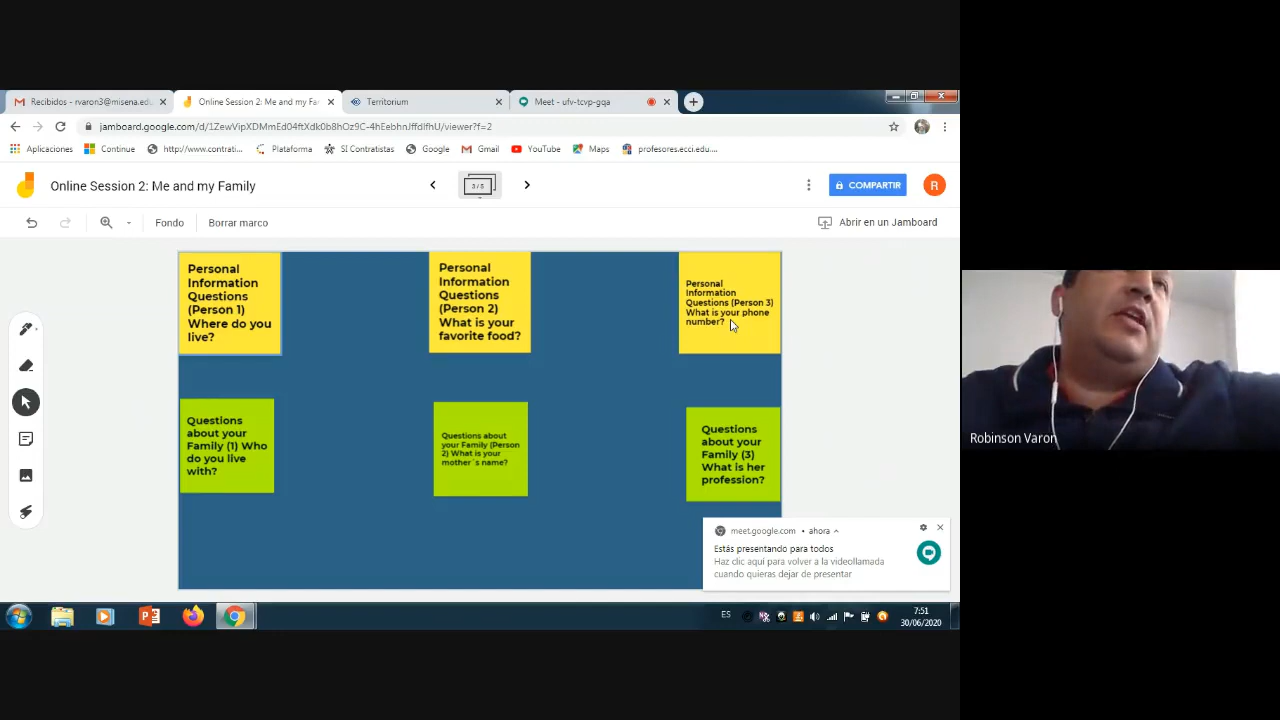 Recibidos - rvaron3@misena.edu
Online Session 2: Me and my Fa
Territorium
Meet - ufv-tcvp-gqa
jamboard.google.com/d/1ZewVipXDMmEd04ftXdk0b8hOz9C-4hEebhnJffdlfhU/viewer?f=2
Aplicaciones
Continue
http://www.contrati...
Plataforma
SI Contratistas
Google
Gmail
YouTube
Maps
profesores.ecci.edu....
Online Session 2: Me and my Family
3 / 5
COMPARTIR
R
Fondo
Borrar marco
Abrir en un Jamboard
Personal
Information
Questions
(Person 1)
Where do you
live?
Personal
Information
Questions
(Person 2)
What is your
favorite food?
Personal
Information
Questions (Person 3)
What is your phone
number?
Questions
about your
Family (1) Who
do you live
with?
Questions about
your Family (Person
2) What is your
mother´s name?
Questions
about your
Family (3)
What is her
profession?
meet.google.com • ahora
Estás presentando para todos
Haz clic aquí para volver a la videollamada
cuando quieras dejar de presentar
ES
7:51
30/06/2020
Robinson Varon